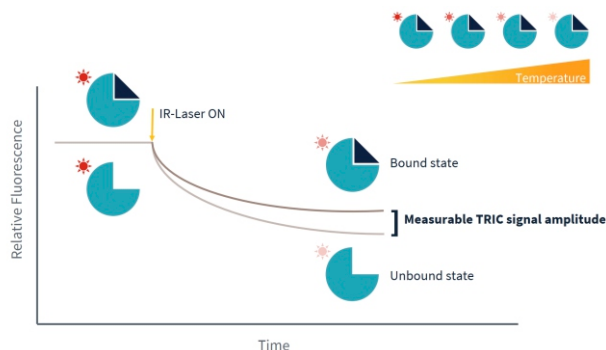 Temperature
IR-Laser ON
Relative Fluorescence
Bound state
Measurable TRIC signal amplitude
Unbound state
Time